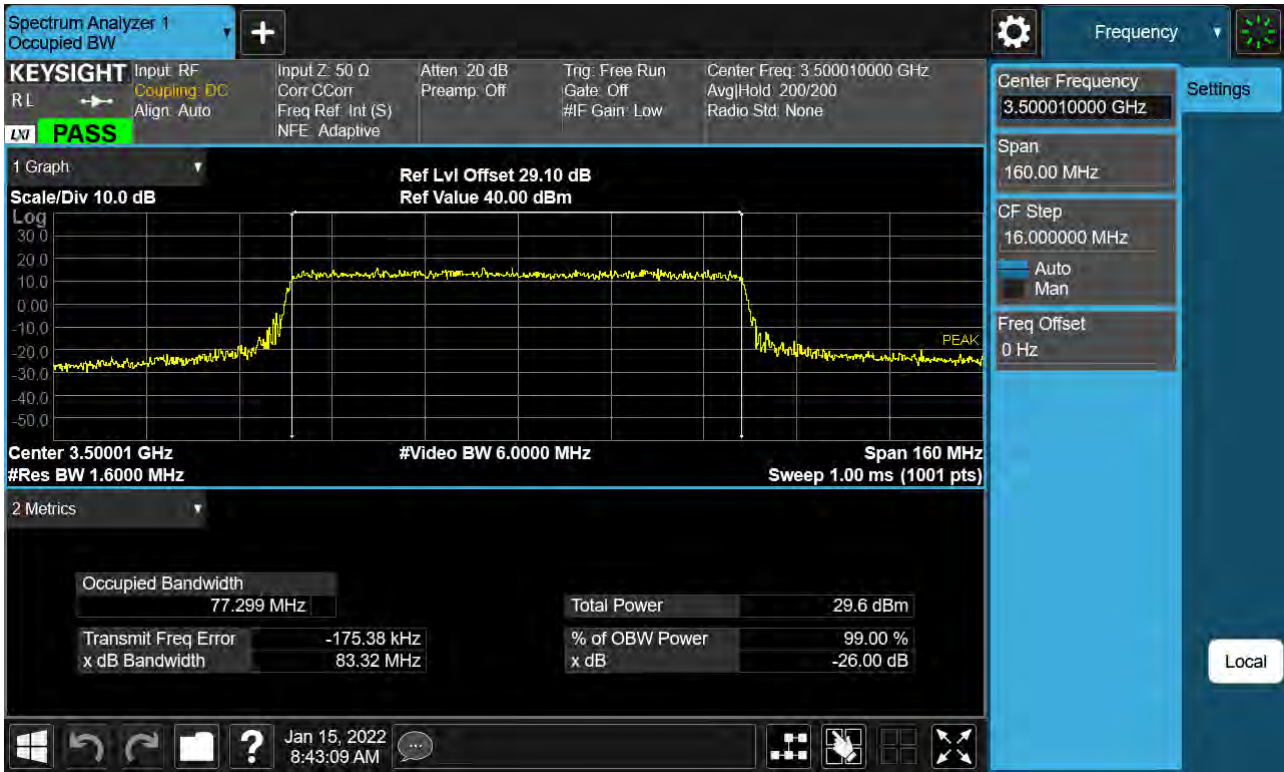 Spectrum Analyzer 1
Occupied BW
Frequency
KEYSIGHT
RL
LXI
PASS
Input: RF
Coupling: DC
Align: Auto
Input Z: 50 Ω
Corr CCorr
Freq Ref: Int (S)
NFE: Adaptive
Atten: 20 dB
Preamp: Off
Trig: Free Run
Gate: Off
#IF Gain: Low
Center Freq: 3.500010000 GHz
Avg|Hold: 200/200
Radio Std: None
Center Frequency
3.500010000 GHz
Settings
Span
160.00 MHz
CF Step
16.000000 MHz
Auto
Man
Freq Offset
0 Hz
Local
1 Graph
Ref Lvl Offset 29.10 dB
Scale/Div 10.0 dB
Ref Value 40.00 dBm
Log
30.0
20.0
10.0
0.00
-10.0
-20.0
-30.0
-40.0
-50.0
PEAK
Center 3.50001 GHz
#Video BW 6.0000 MHz
Span 160 MHz
#Res BW 1.6000 MHz
Sweep 1.00 ms (1001 pts)
2 Metrics
Occupied Bandwidth
77.299 MHz
Total Power
29.6 dBm
Transmit Freq Error
-175.38 kHz
% of OBW Power
99.00 %
x dB Bandwidth
83.32 MHz
x dB
-26.00 dB
Jan 15, 2022
8:43:09 AM